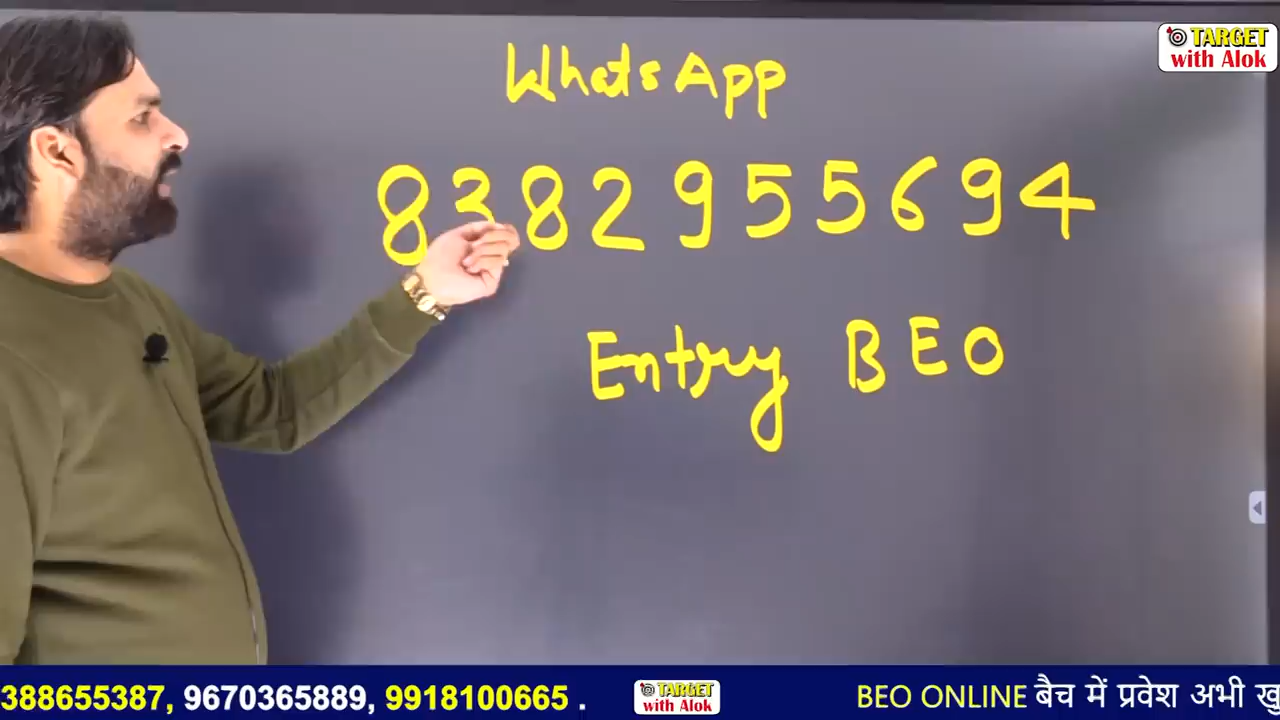 TARGET
with Alok
WhatsApp
8382955694
Entry BEO
388655387, 9670365889, 9918100665 .
TARGET
with Alok
BEO ONLINE बैच में प्रवेश अभी